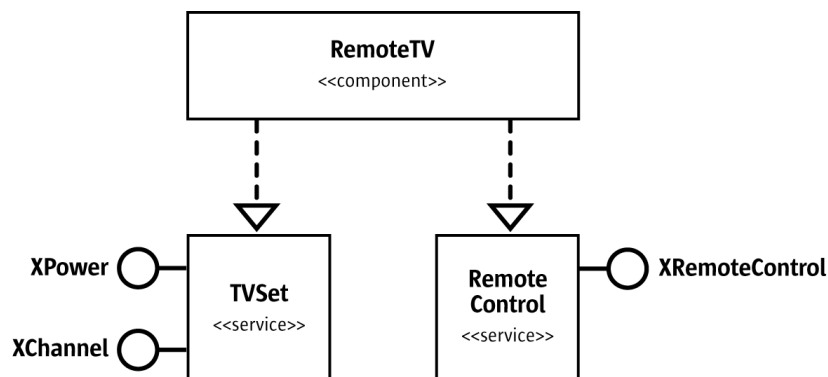 RemoteTV
<<component>>
XPower
XChannel
TVSet
<<service>>
Remote
Control
<<service>>
XRemoteControl